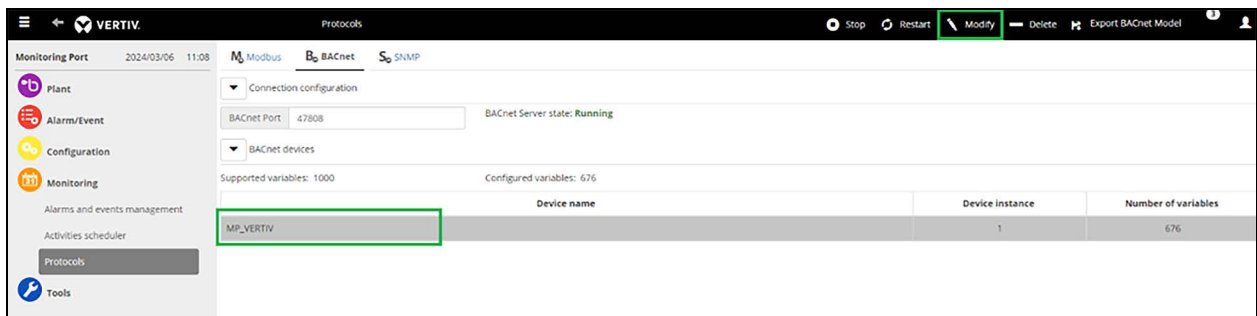 VERTIV.
Protocols
Stop
Restart
Modify
Delete
Export BACnet Model
3
Monitoring Port 2024/03/06 11:08
Plant
Alarm/Event
Configuration
Monitoring
Alarms and events management
Activities scheduler
Protocols
Tools
Modbus
BACnet
SNMP
Connection configuration
BACnet Port 47808
BACnet Server state: Running
BACnet devices
Supported variables: 1000
Configured variables: 676
Device name Device instance Number of variables
MP_VERTIV 1 676